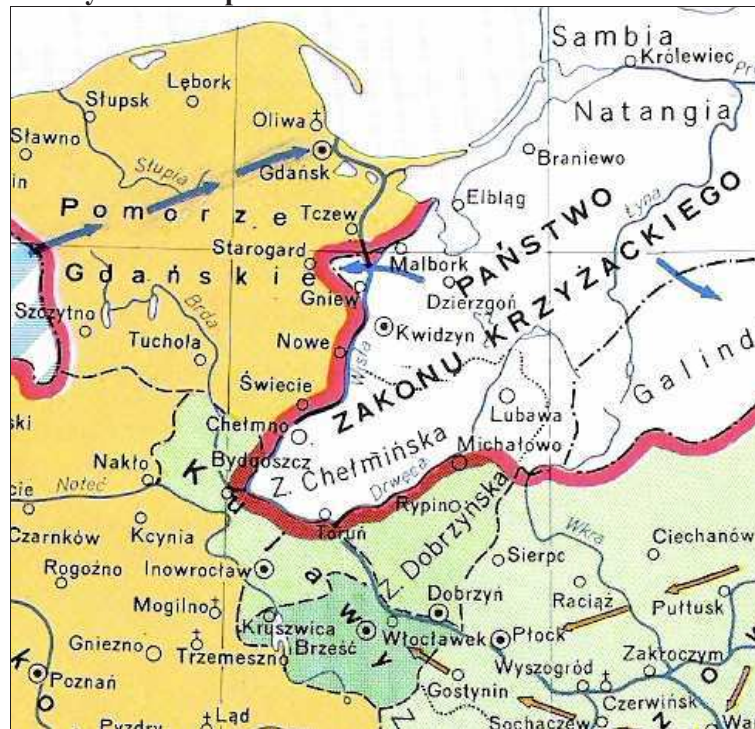 Sambia
Królewiec
Lębork
Słupsk
Natangia
Oliwa
Sławno
Braniewo
Słupia
Gdańsk
Elbląg
Łyna
Pomorze
Tczew
PAŃSTWO
Starogard
Malbork
Gdańskie
Gniew
Dzierzgoń
ZAKONU KRZYŻACKIEGO
Szczytno
Brda
Kwidzyn
Tuchola
Nowe
Wisła
Galind
Świecie
Lubawa
Chełmno
Z. Chełmińska
Michałowo
Bydgoszcz
Nakło
Drwęca
Noteć
Kujawy
Rypin
Toruń
Wkra
Czarnków
Kcynia
Z. Dobrzyńska
Ciechanów
Sierpc
Rogoźno
Inowrocław
Dobrzyń
Raciąż
Pułtusk
Mogilno
Kruszwica
Włocławek
Płock
Gniezno
Brześć
Trzemeszno
Wyszogród
Zakroczym
Poznań
Gostynin
Czerwińsk
Pyzdry
Ląd
Sochaczew